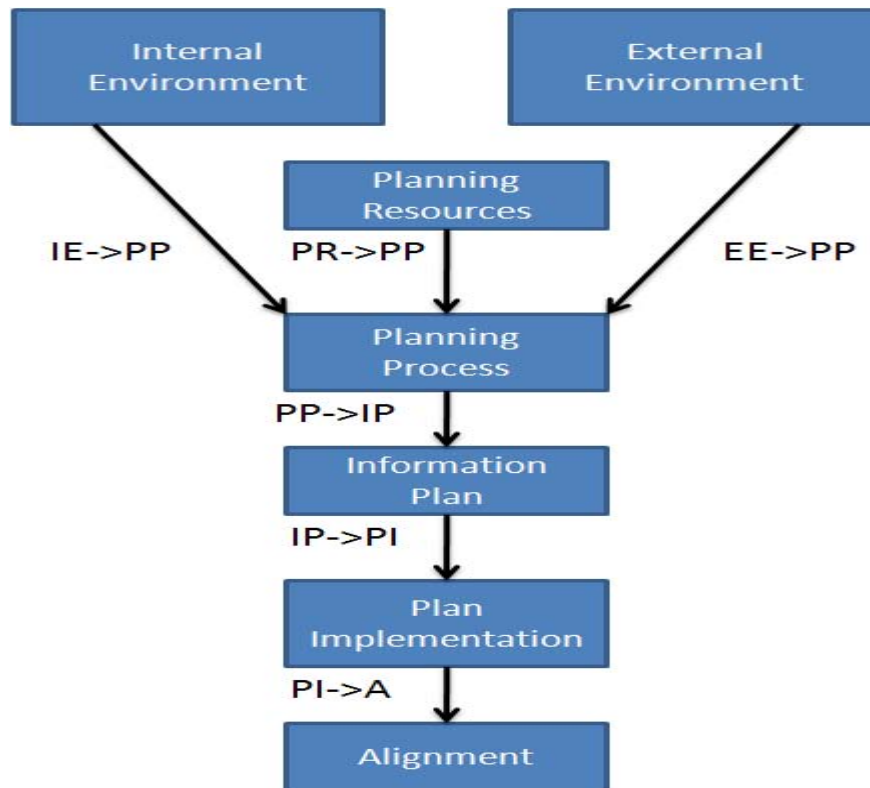 Internal
Environment
External
Environment
Planning
Resources
IE->PP
PR->PP
EE->PP
Planning
Process
PP->IP
Information
Plan
IP->PI
Plan
Implementation
PI->A
Alignment